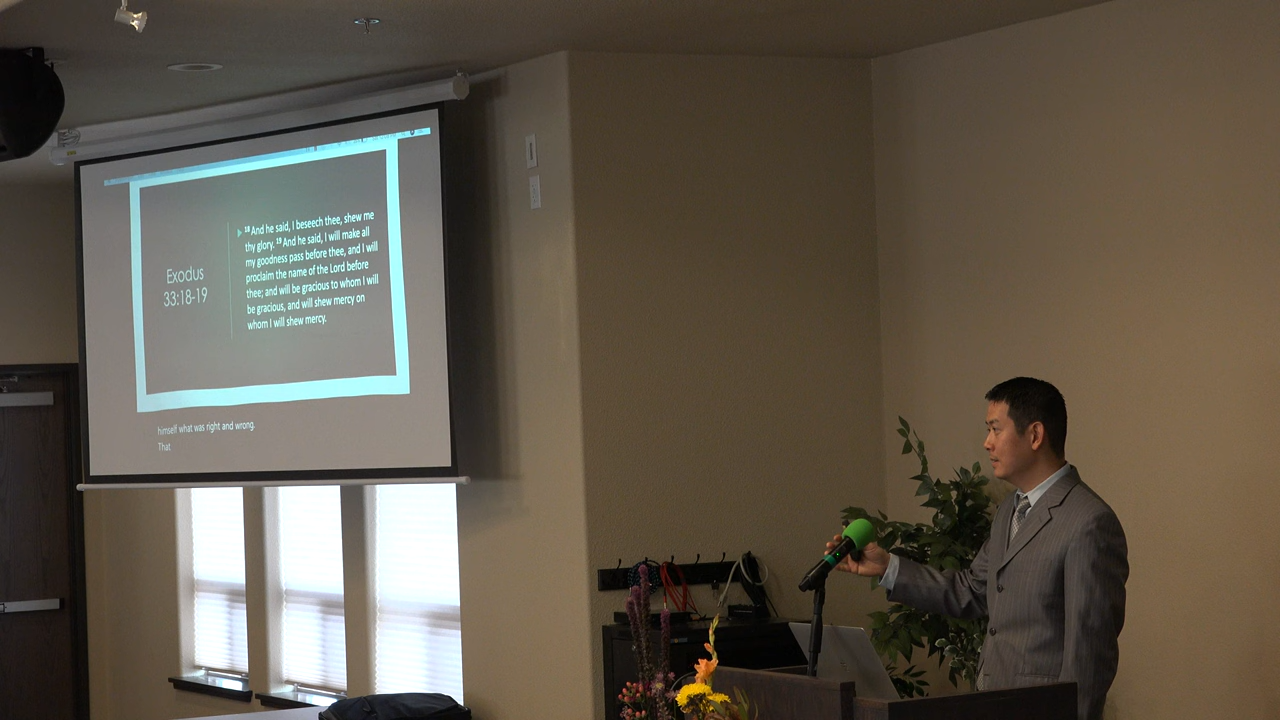 Exodus
33:18-19
18 And he said, I beseech thee, shew me
thy glory. 19 And he said, I will make all
my goodness pass before thee, and I will
proclaim the name of the Lord before
thee; and will be gracious to whom I will
be gracious, and will shew mercy on
whom I will shew mercy.
himself what was right and wrong.
That